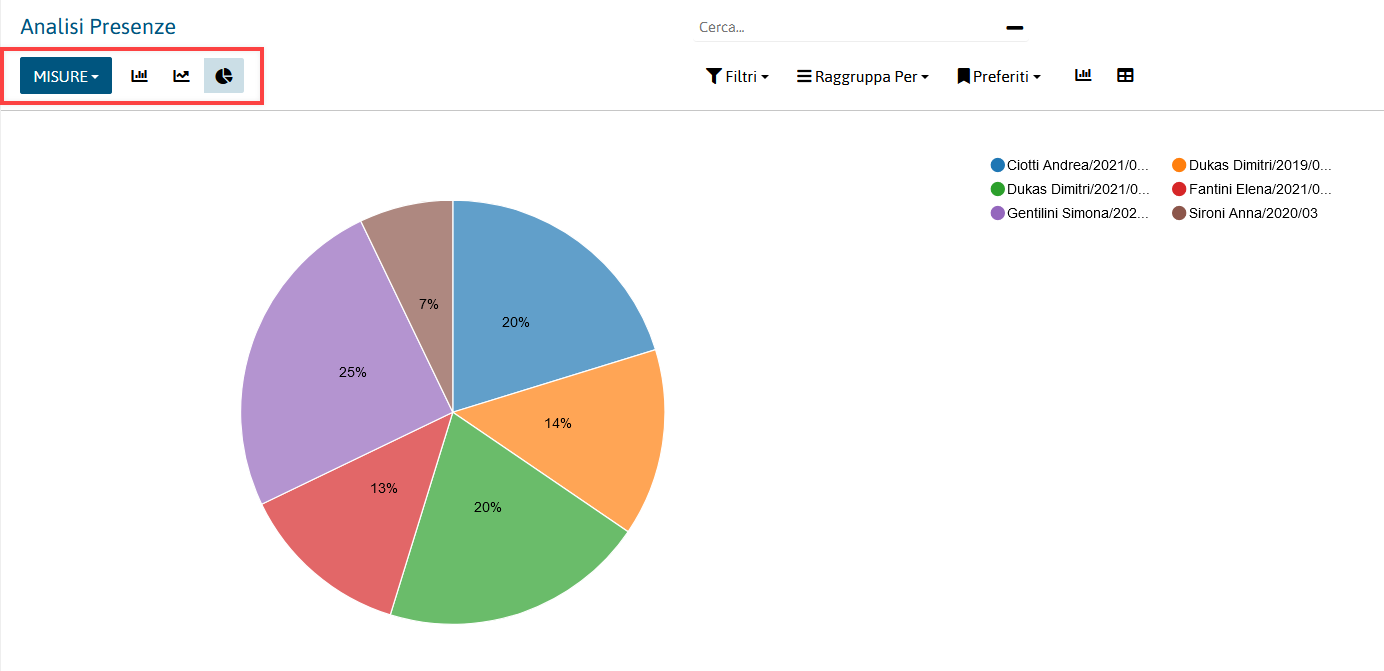 Analisi Presenze
Cerca...
MISURE
Filtri
Raggruppa Per
Preferiti
Ciotti Andrea/2021/0...
Dukas Dimitri/2019/0...
Dukas Dimitri/2021/0...
Fantini Elena/2021/0...
Gentilini Simona/202...
Sironi Anna/2020/03
7%
20%
25%
14%
13%
20%